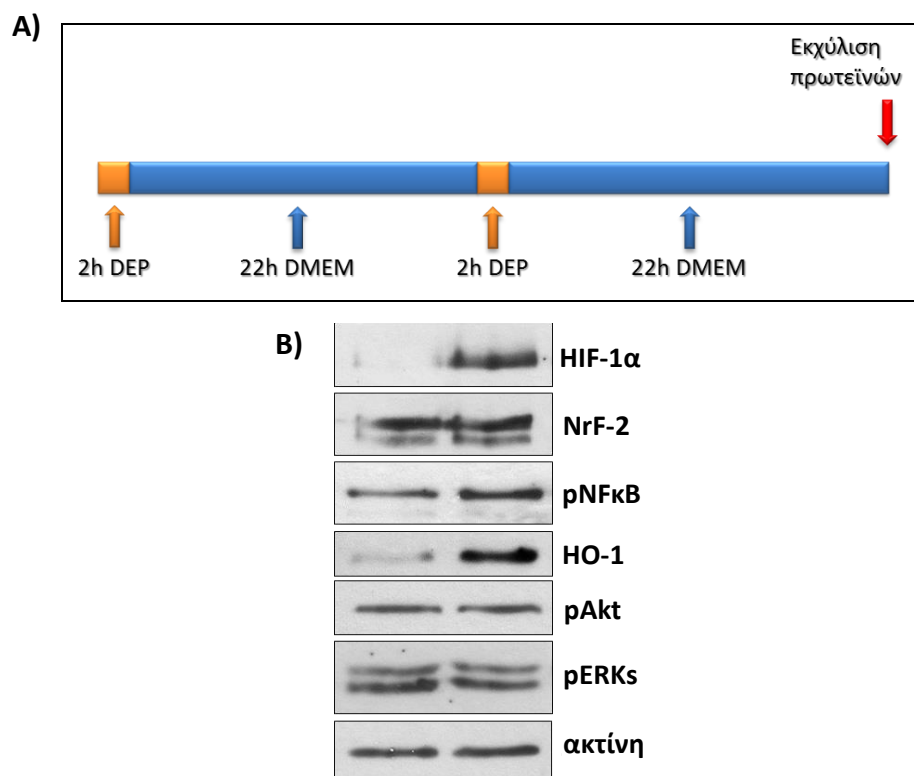 A)
Εκχύλιση
πρωτεϊνών
2h DEP
22h DMEM
2h DEP
22h DMEM
B)
HIF-1α
NrF-2
pNFκB
HO-1
pAkt
pERKs
ακτίνη